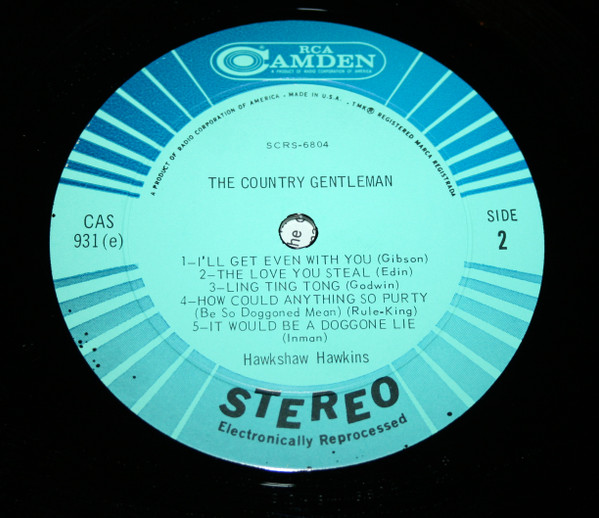 RCA
CAMDEN
A PRODUCT OF RADIO CORPORATION OF AMERICA
A PRODUCT OF RADIO CORPORATION OF AMERICA - MADE IN U.S.A. - TMK® REGISTERED MARCA REGISTRADA
SCRS-6804
THE COUNTRY GENTLEMAN
CAS
931(e)
SIDE
2
he
1-I'LL GET EVEN WITH YOU (Gibson)
2-THE LOVE YOU STEAL (Edin)
3-LING TING TONG (Godwin)
4-HOW COULD ANYTHING SO PURTY
(Be So Doggoned Mean) (Rule-King)
5-IT WOULD BE A DOGGONE LIE
(Inman)
Hawkshaw Hawkins
STEREO
Electronically Reprocessed